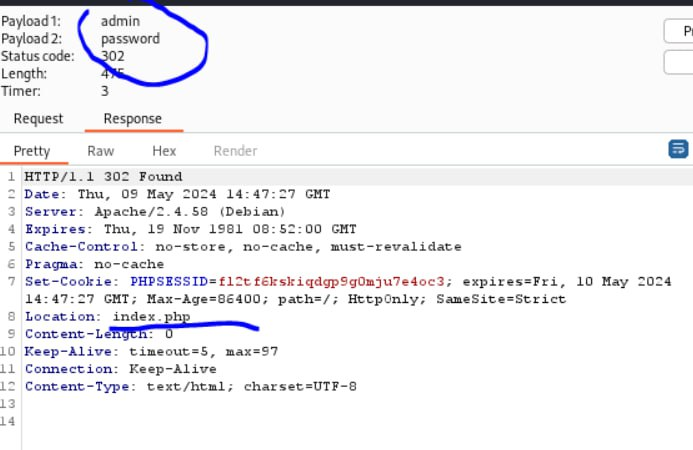 Payload 1: admin
Payload 2: password
Status code: 302
Length: 475
Timer: 3
Request Response
Pretty Raw Hex Render
1 HTTP/1.1 302 Found
2 Date: Thu, 09 May 2024 14:47:27 GMT
3 Server: Apache/2.4.58 (Debian)
4 Expires: Thu, 19 Nov 1981 08:52:00 GMT
5 Cache-Control: no-store, no-cache, must-revalidate
6 Pragma: no-cache
7 Set-Cookie: PHPSESSID=fl2tf6kskiqdgp9g0mju7e4oc3; expires=Fri, 10 May 2024
14:47:27 GMT; Max-Age=86400; path=/; HttpOnly; SameSite=Strict
8 Location: index.php
9 Content-Length: 0
10 Keep-Alive: timeout=5, max=97
11 Connection: Keep-Alive
12 Content-Type: text/html; charset=UTF-8
13
14